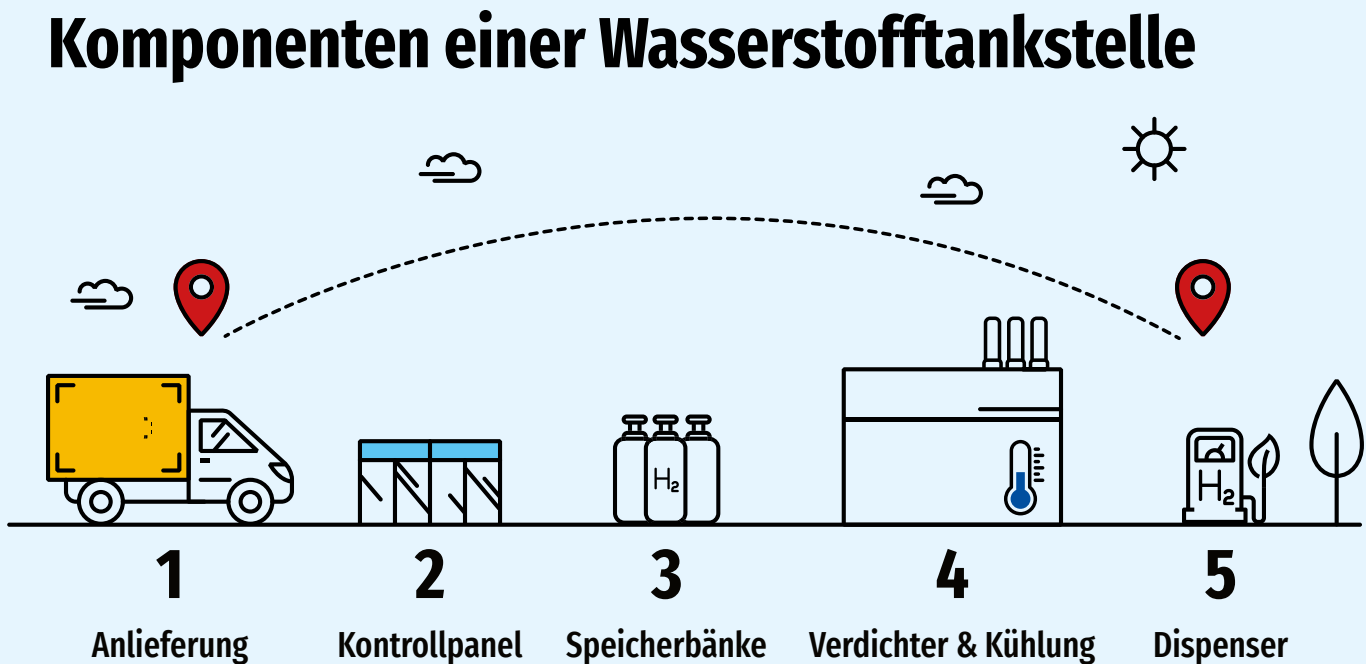 Komponenten einer Wasserstofftankstelle
H₂
H₂
1 2 3 4 5
Anlieferung Kontrollpanel Speicherbänke Verdichter & Kühlung Dispenser